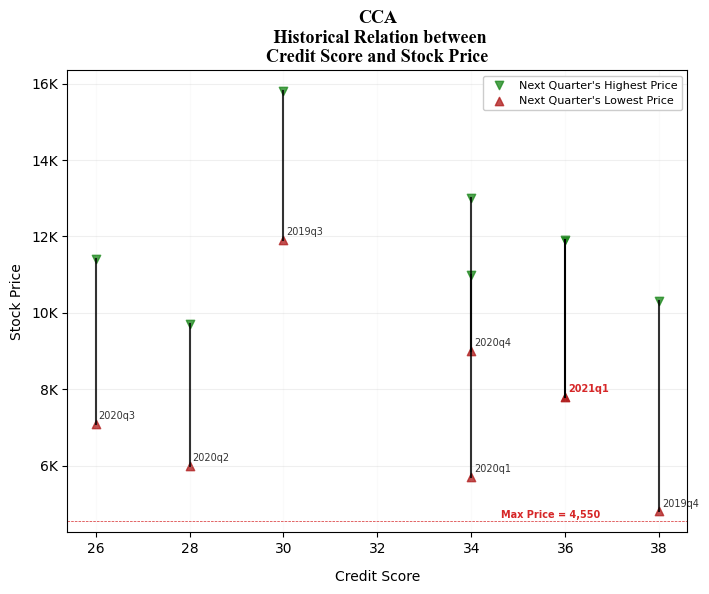 CCA
Historical Relation between
Credit Score and Stock Price
Next Quarter's Highest Price
Next Quarter's Lowest Price
16K
14K
12K
10K
8K
6K
Stock Price
2019q3
2020q4
2021q1
2020q3
2020q2
2020q1
2019q4
Max Price = 4,550
26 28 30 32 34 36 38
Credit Score